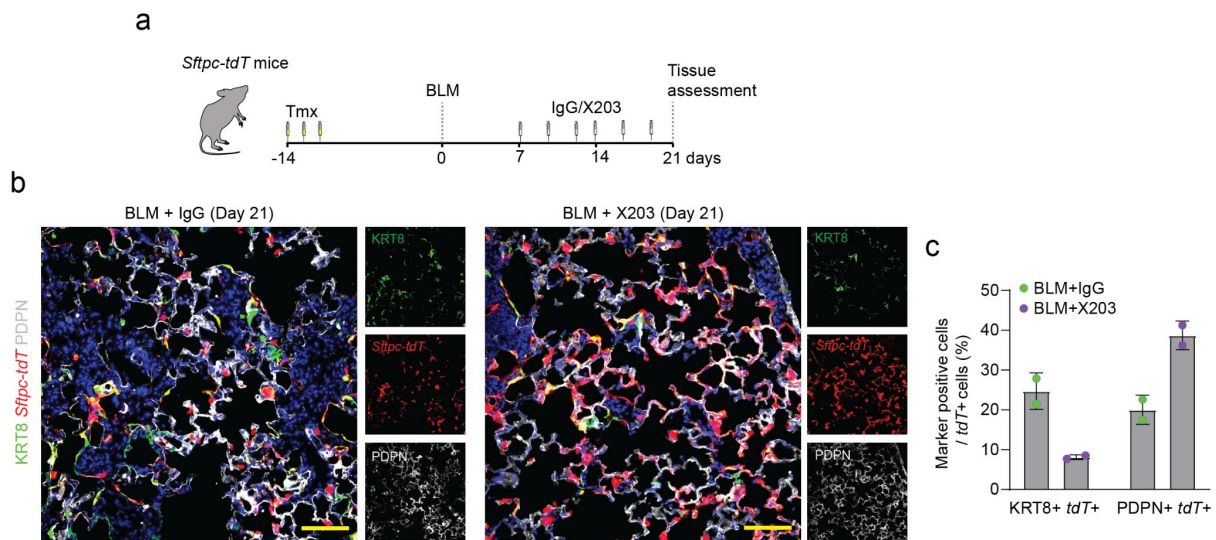 a
Sftpc-tdT mice
Tmx
BLM
IgG/X203
Tissue
assessment
-14
0
7
14
21 days
b
BLM + IgG (Day 21)
BLM + X203 (Day 21)
KRT8 Sftpc-tdT PDPN
KRT8
Sftpc-tdT
PDPN
KRT8
Sftpc-tdT
PDPN
c
BLM+IgG
BLM+X203
Marker positive cells
/ tdT+ cells (%)
50
40
30
20
10
0
KRT8+ tdT+
PDPN+ tdT+